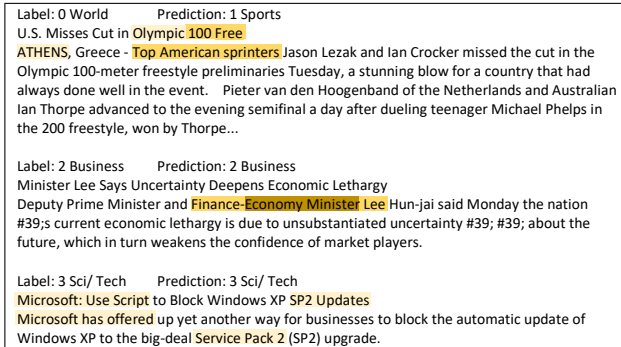 Label: 0 World Prediction: 1 Sports
U.S. Misses Cut in Olympic 100 Free
ATHENS, Greece - Top American sprinters Jason Lezak and Ian Crocker missed the cut in the
Olympic 100-meter freestyle preliminaries Tuesday, a stunning blow for a country that had
always done well in the event. Pieter van den Hoogenband of the Netherlands and Australian
Ian Thorpe advanced to the evening semifinal a day after dueling teenager Michael Phelps in
the 200 freestyle, won by Thorpe...
Label: 2 Business Prediction: 2 Business
Minister Lee Says Uncertainty Deepens Economic Lethargy
Deputy Prime Minister and Finance-Economy Minister Lee Hun-jai said Monday the nation
#39;s current economic lethargy is due to unsubstantiated uncertainty #39; #39; about the
future, which in turn weakens the confidence of market players.
Label: 3 Sci/ Tech Prediction: 3 Sci/ Tech
Microsoft: Use Script to Block Windows XP SP2 Updates
Microsoft has offered up yet another way for businesses to block the automatic update of
Windows XP to the big-deal Service Pack 2 (SP2) upgrade.